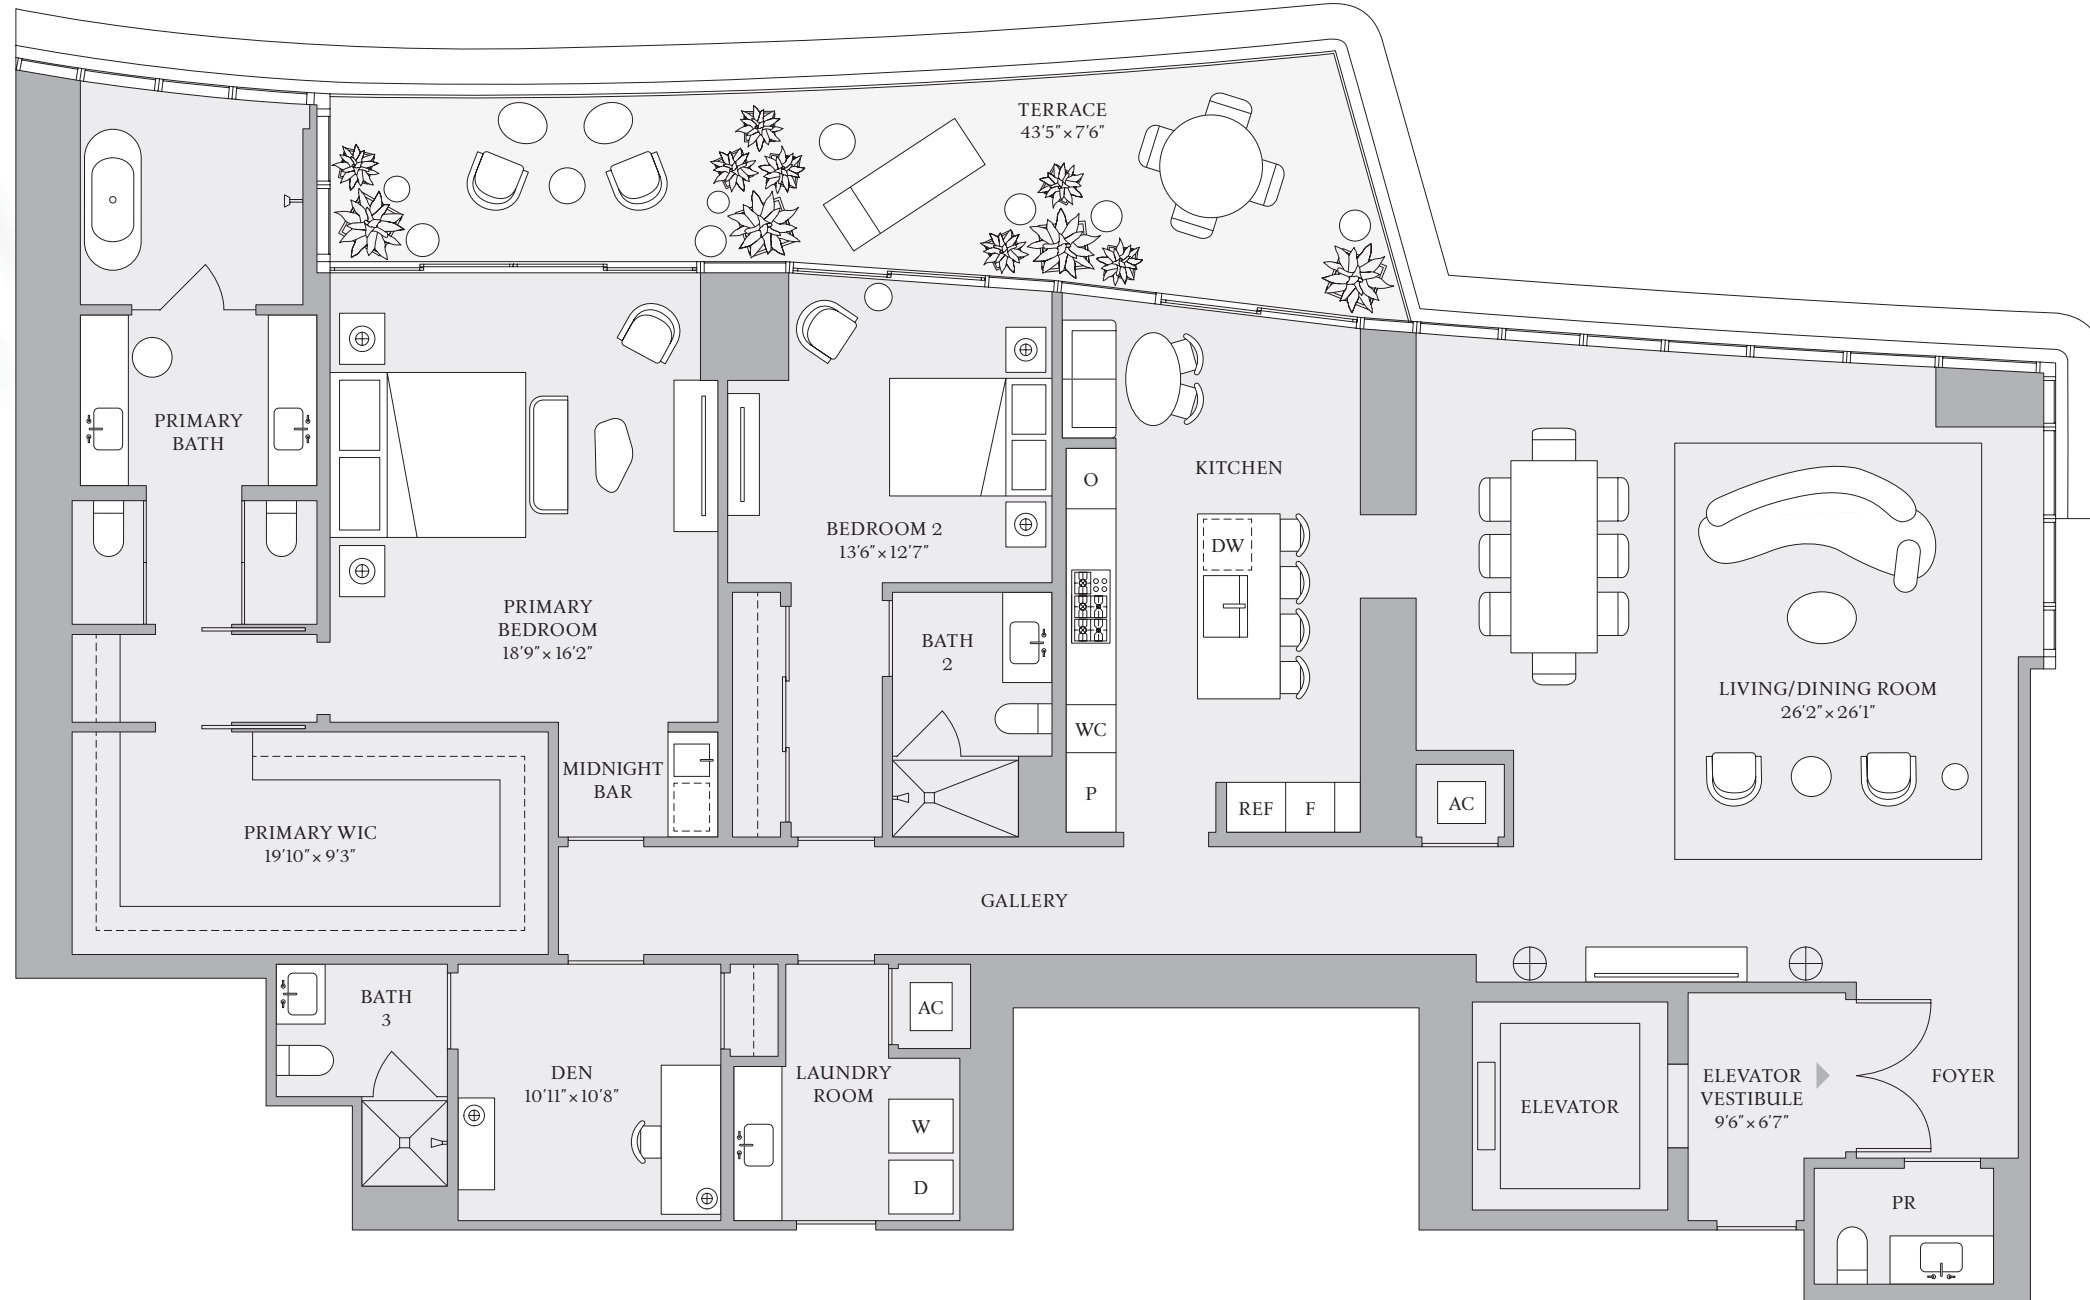 TERRACE
43'5" × 7'6"
PRIMARY
BATH
KITCHEN
O
BEDROOM 2
13'6" × 12'7"
DW
PRIMARY
BEDROOM
18'9" × 16'2"
BATH
2
LIVING/DINING ROOM
26'2" × 26'1"
WC
MIDNIGHT
BAR
P
REF
F
AC
PRIMARY WIC
19'10" × 9'3"
GALLERY
BATH
3
AC
DEN
10'11" × 10'8"
LAUNDRY
ROOM
W
D
ELEVATOR
ELEVATOR
VESTIBULE
9'6" × 6'7"
FOYER
PR